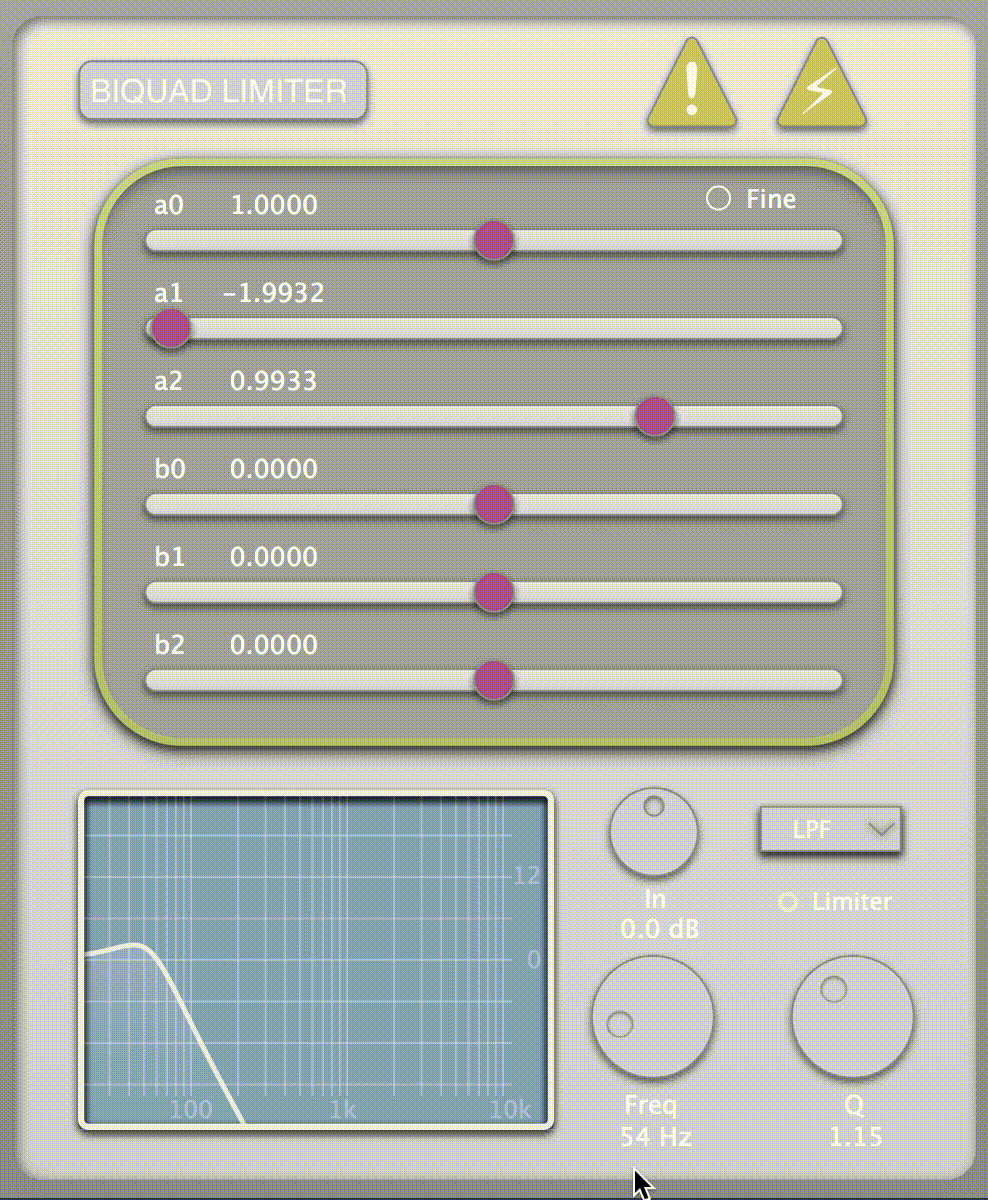 BIQUAD LIMITER
!
a0 1.0000
Fine
a1 -1.9932
a2 0.9933
b0 0.0000
b1 0.0000
b2 0.0000
12
0
100 1k 10k
In
0.0 dB
LPF
Limiter
Freq
54 Hz
Q
1.15